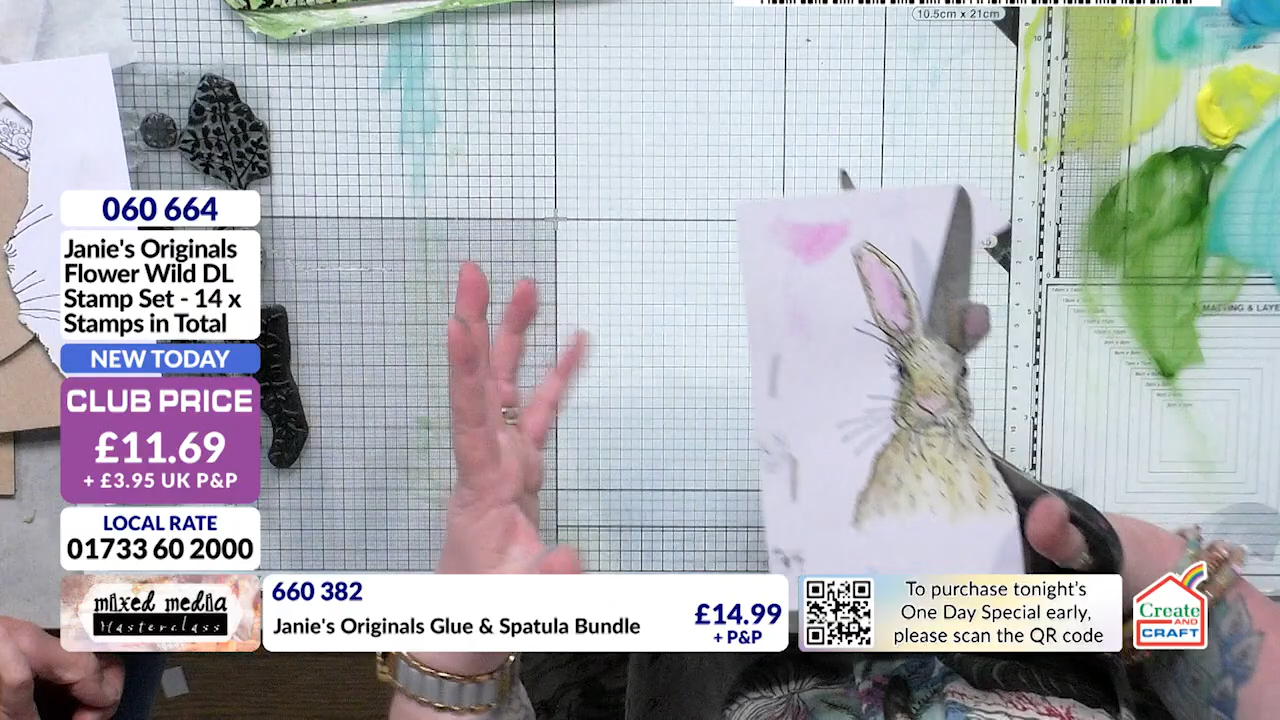 10.5cm x 21cm
060 664
Janie's Originals
Flower Wild DL
Stamp Set - 14 x
Stamps in Total
NEW TODAY
CLUB PRICE
£11.69
+ £3.95 UK P&P
LOCAL RATE
01733 60 2000
mixed media
Masterclass
660 382
Janie's Originals Glue & Spatula Bundle
£14.99
+ P&P
To purchase tonight's
One Day Special early,
please scan the QR code
Create
AND
CRAFT